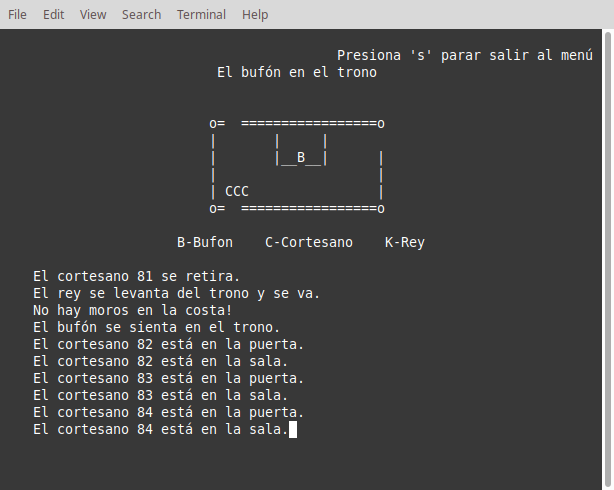 File Edit View Search Terminal Help
Presiona 's' parar salir al menú
El bufón en el trono
o=  =================o
|       |     |
|       |__B__|      |
|                    |
| CCC                |
o=  =================o
B-Bufon    C-Cortesano    K-Rey
El cortesano 81 se retira.
El rey se levanta del trono y se va.
No hay moros en la costa!
El bufón se sienta en el trono.
El cortesano 82 está en la puerta.
El cortesano 82 está en la sala.
El cortesano 83 está en la puerta.
El cortesano 83 está en la sala.
El cortesano 84 está en la puerta.
El cortesano 84 está en la sala.